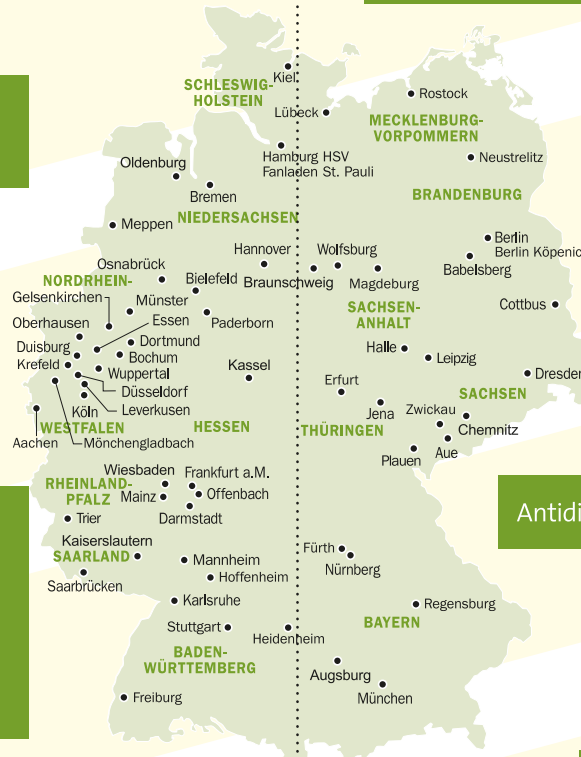 Kiel
SCHLESWIG-
HOLSTEIN
Rostock
Lübeck
MECKLENBURG-
VORPOMMERN
Hamburg HSV
Fanladen St. Pauli
Oldenburg
Neustrelitz
Bremen
BRANDENBURG
NIEDERSACHSEN
Meppen
Berlin
Berlin Köpenic
Hannover
Wolfsburg
Babelsberg
Osnabrück
NORDRHEIN-
Bielefeld
Braunschweig
Magdeburg
Gelsenkirchen
Münster
SACHSEN-
ANHALT
Cottbus
Oberhausen
Essen
Paderborn
Duisburg
Dortmund
Bochum
Halle
Leipzig
Krefeld
Wuppertal
Kassel
Dresden
Düsseldorf
Erfurt
SACHSEN
Köln
Leverkusen
Jena
Zwickau
Chemnitz
WESTFALEN
HESSEN
THÜRINGEN
Aachen
Mönchengladbach
Plauen
Aue
Wiesbaden
Frankfurt a.M.
RHEINLAND-
PFALZ
Mainz
Offenbach
Antidi
Trier
Darmstadt
Kaiserslautern
SAARLAND
Mannheim
Fürth
Nürnberg
Saarbrücken
Hoffenheim
Karlsruhe
Regensburg
Stuttgart
Heidenheim
BAYERN
BADEN-
WÜRTTEMBERG
Augsburg
München
Freiburg